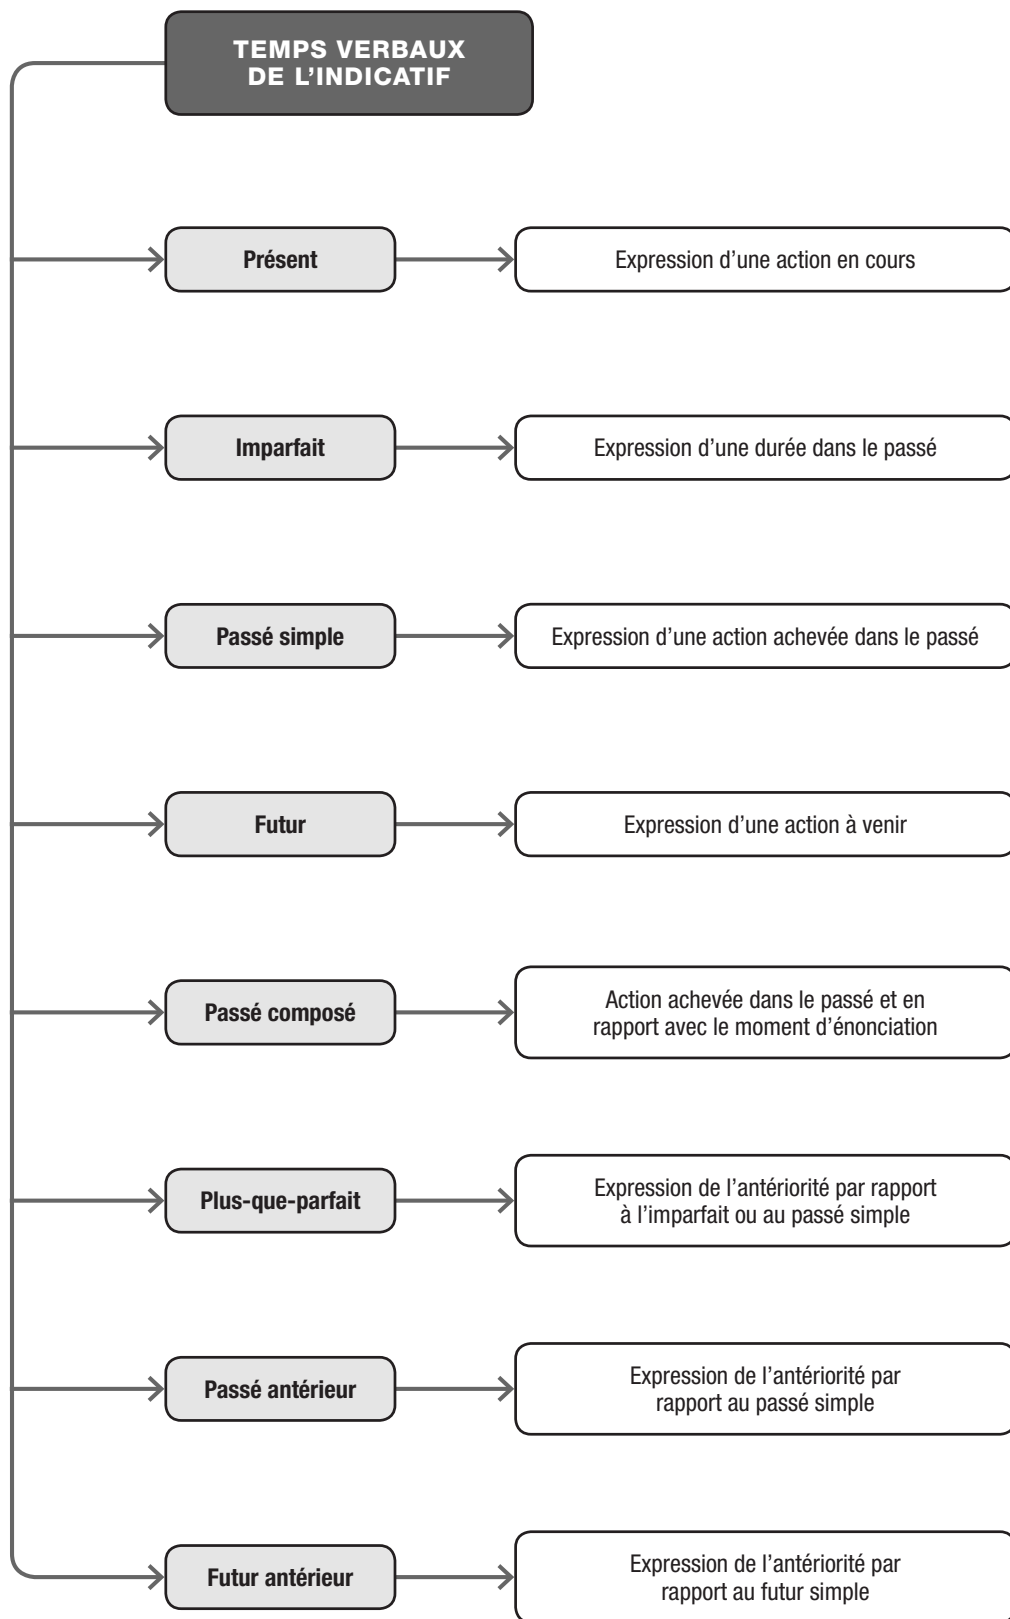 TEMPS VERBAUX
DE L’INDICATIF
Présent
Expression d’une action en cours
Imparfait
Expression d’une durée dans le passé
Passé simple
Expression d’une action achevée dans le passé
Futur
Expression d’une action à venir
Passé composé
Action achevée dans le passé et en
rapport avec le moment d’énonciation
Plus-que-parfait
Expression de l’antériorité par rapport
à l’imparfait ou au passé simple
Passé antérieur
Expression de l’antériorité par
rapport au passé simple
Futur antérieur
Expression de l’antériorité par
rapport au futur simple